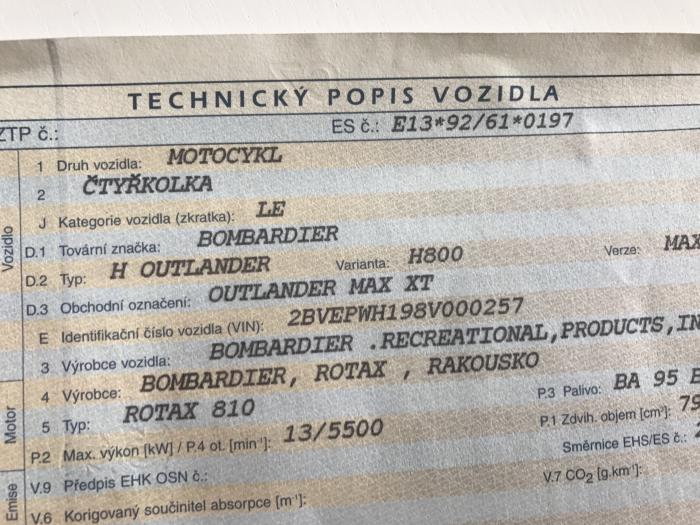 TECHNICKÝ POPIS VOZIDLA
ZTP č.: ES č.: E13*92/61*0197
Vozidlo
1 Druh vozidla: MOTOCYKL
2 ČTYŘKOLKA
J Kategorie vozidla (zkratka): LE
D.1 Tovární značka: BOMBARDIER
D.2 Typ: H OUTLANDER Varianta: H800 Verze: MAX
D.3 Obchodní označení: OUTLANDER MAX XT
E Identifikační číslo vozidla (VIN): 2BVEPWH198V000257
3 Výrobce vozidla: BOMBARDIER .RECREATIONAL,PRODUCTS,IN
Motor
4 Výrobce: BOMBARDIER, ROTAX , RAKOUSKO
5 Typ: ROTAX 810 P.3 Palivo: BA 95 B
P.2 Max. výkon [kW] / P.4 ot. [min⁻¹]: 13/5500 P.1 Zdvih. objem [cm³]: 79
Směrnice EHS/ES č.:
Emise
V.9 Předpis EHK OSN č.: V.7 CO₂ [g.km⁻¹]:
V.6 Korigovaný součinitel absorpce [m⁻¹]: